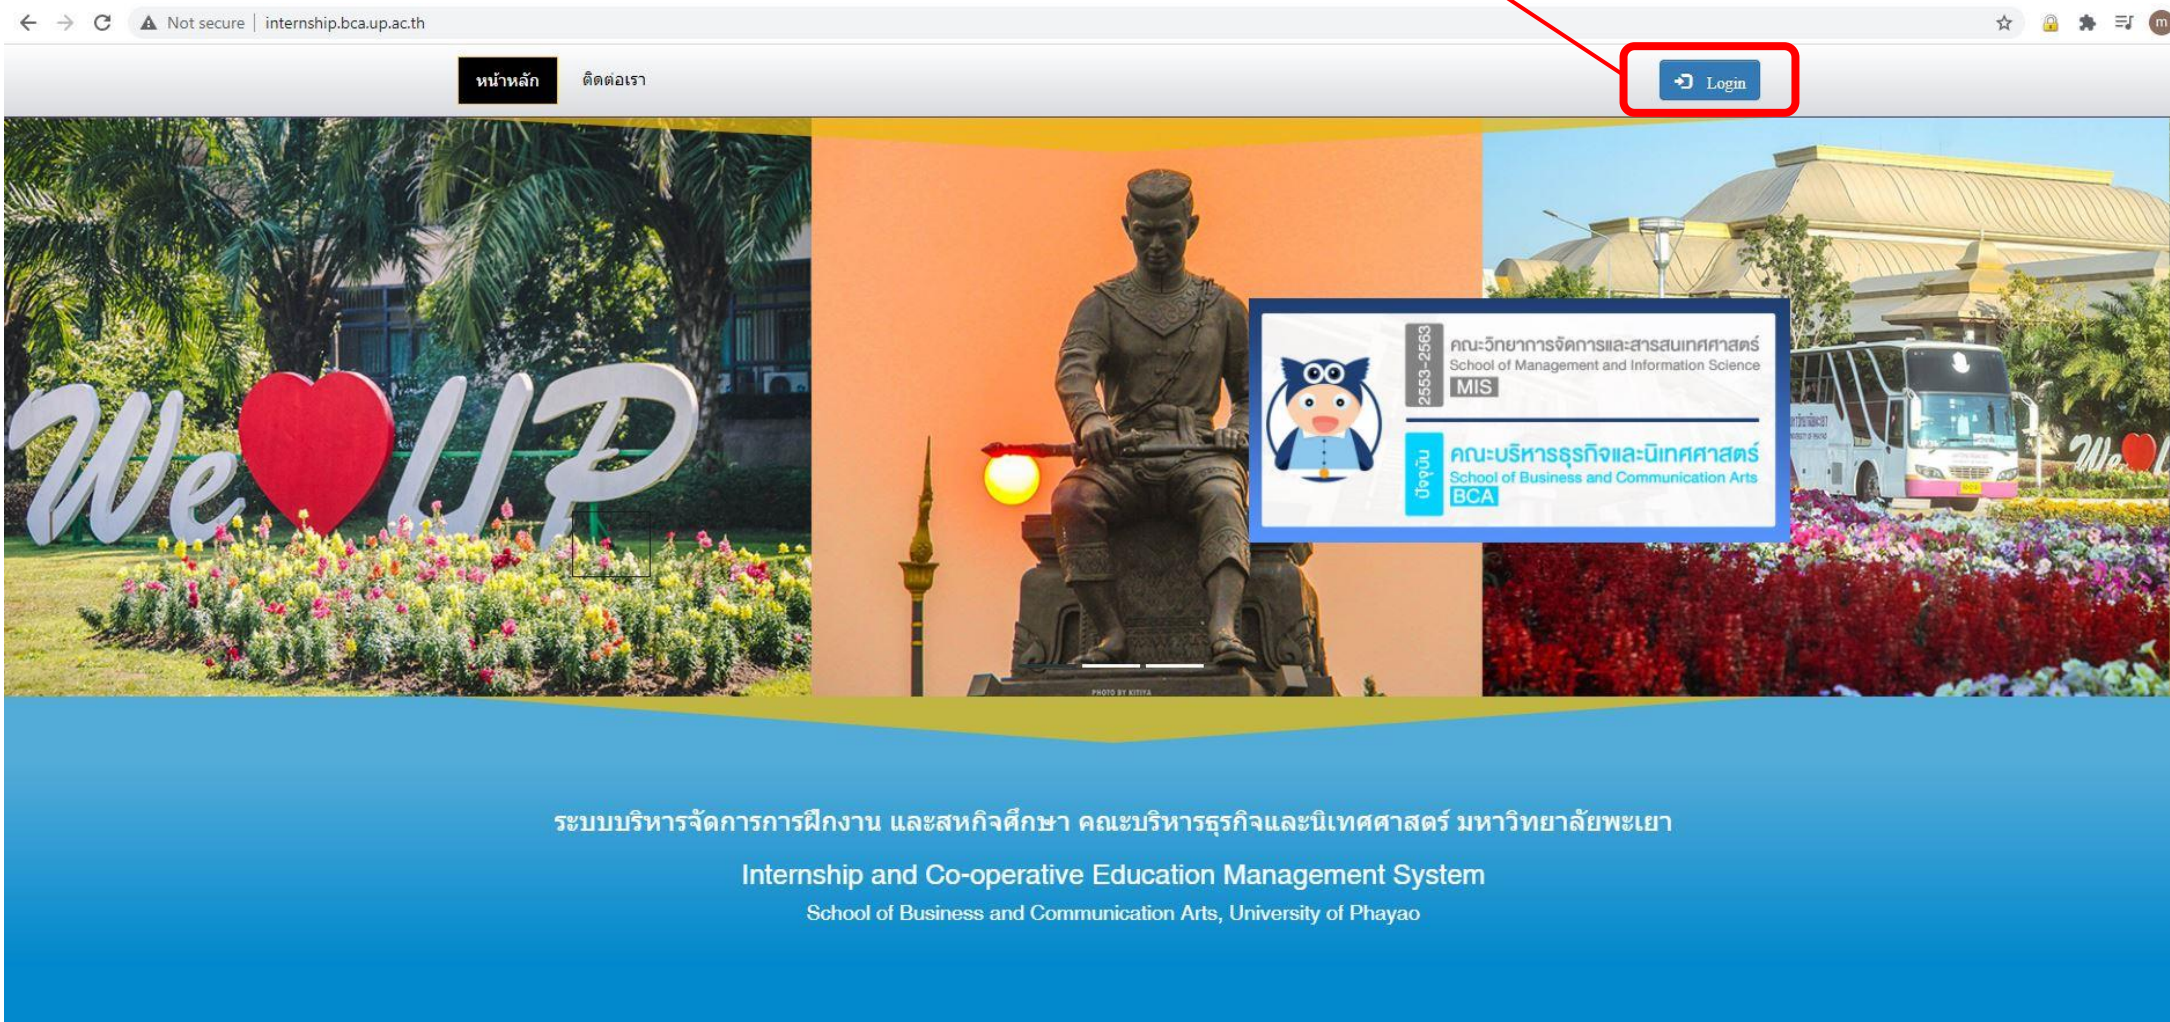 Not secure | internship.bca.up.ac.th
m
หน้าหลัก
ติดต่อเรา
Login
We UP
2553-2563
คณะวิทยาการจัดการและสารสนเทศศาสตร์
School of Management and Information Science
MIS
ปัจจุบัน
คณะบริหารธุรกิจและนิเทศศาสตร์
School of Business and Communication Arts
BCA
We
PHOTO BY KITIYA
ระบบบริหารจัดการการฝึกงาน และสหกิจศึกษา คณะบริหารธุรกิจและนิเทศศาสตร์ มหาวิทยาลัยพะเยา
Internship and Co-operative Education Management System
School of Business and Communication Arts, University of Phayao